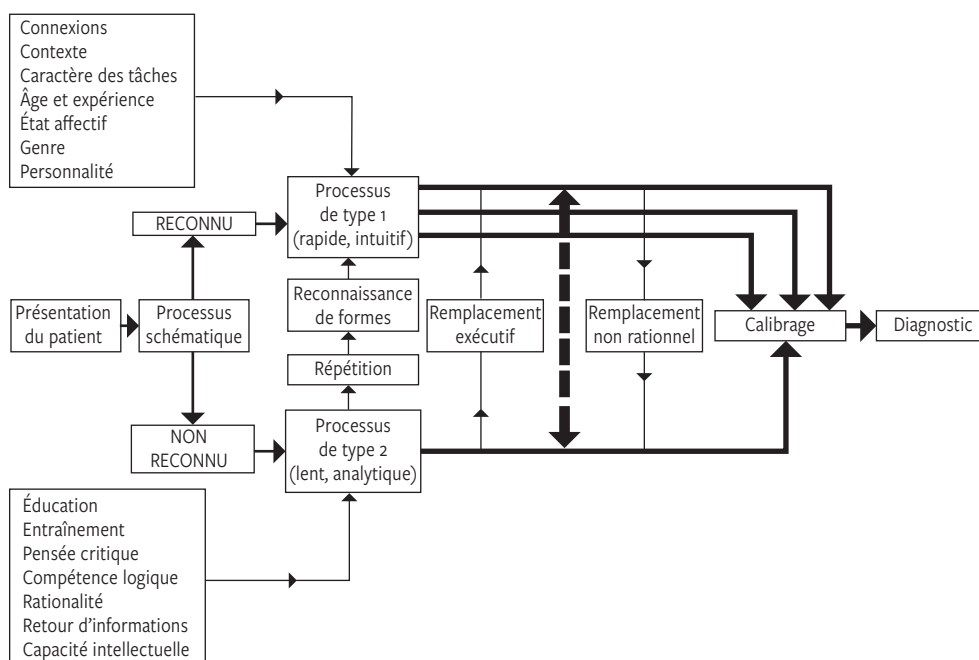 Connexions
Contexte
Caractère des tâches
Âge et expérience
État affectif
Genre
Personnalité
RECONNU
Processus
de type 1
(rapide, intuitif)
Présentation
du patient
Processus
schématique
Reconnaissance
de formes
Remplacement
exécutif
Remplacement
non rationnel
Calibrage
Diagnostic
Répétition
NON
RECONNU
Processus
de type 2
(lent, analytique)
Éducation
Entraînement
Pensée critique
Compétence logique
Rationalité
Retour d'informations
Capacité intellectuelle